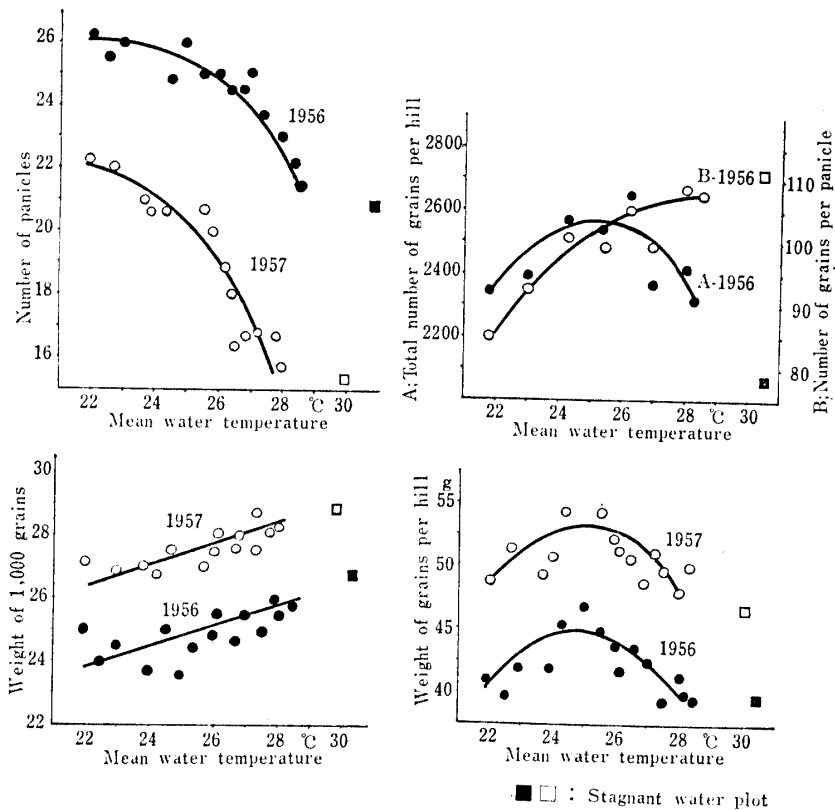 Number of panicles
26
24
22
20
18
16
1956
1957
22 24 26 28 °C 30
Mean water temperature
A;Total number of grains per hill
2800
2600
2400
2200
B-1956
A-1956
110
100
90
80
B;Number of grains per panicle
22 24 26 28 °C 30
Mean water temperature
Weight of 1,000 grains
30
28
26
24
22
1957
1956
22 24 26 28 °C 30
Mean water temperature
Weight of grains per hill
g
55
50
45
40
1957
1956
22 24 26 28 °C 30
Mean water temperature
■ □ : Stagnant water plot